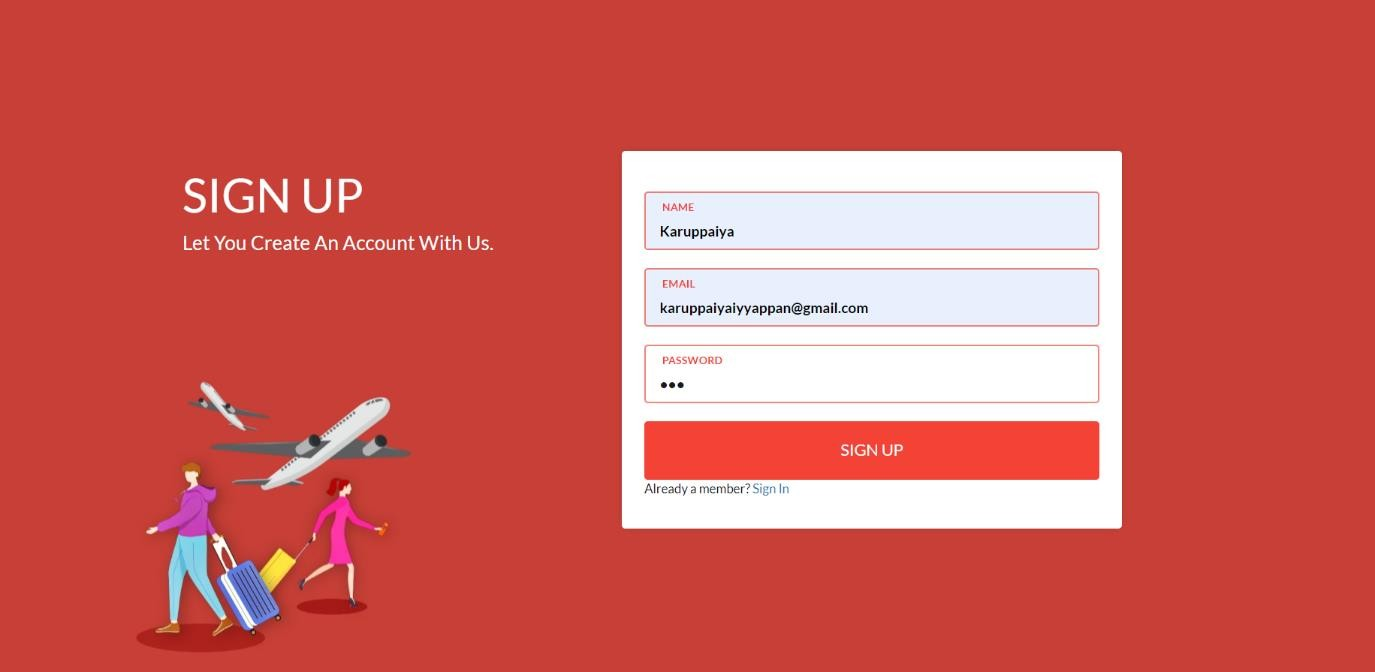 SIGN UP
Let You Create An Account With Us.
NAME
Karuppaiya
EMAIL
karuppaiyaiyyappan@gmail.com
PASSWORD
•••
SIGN UP
Already a member? Sign In